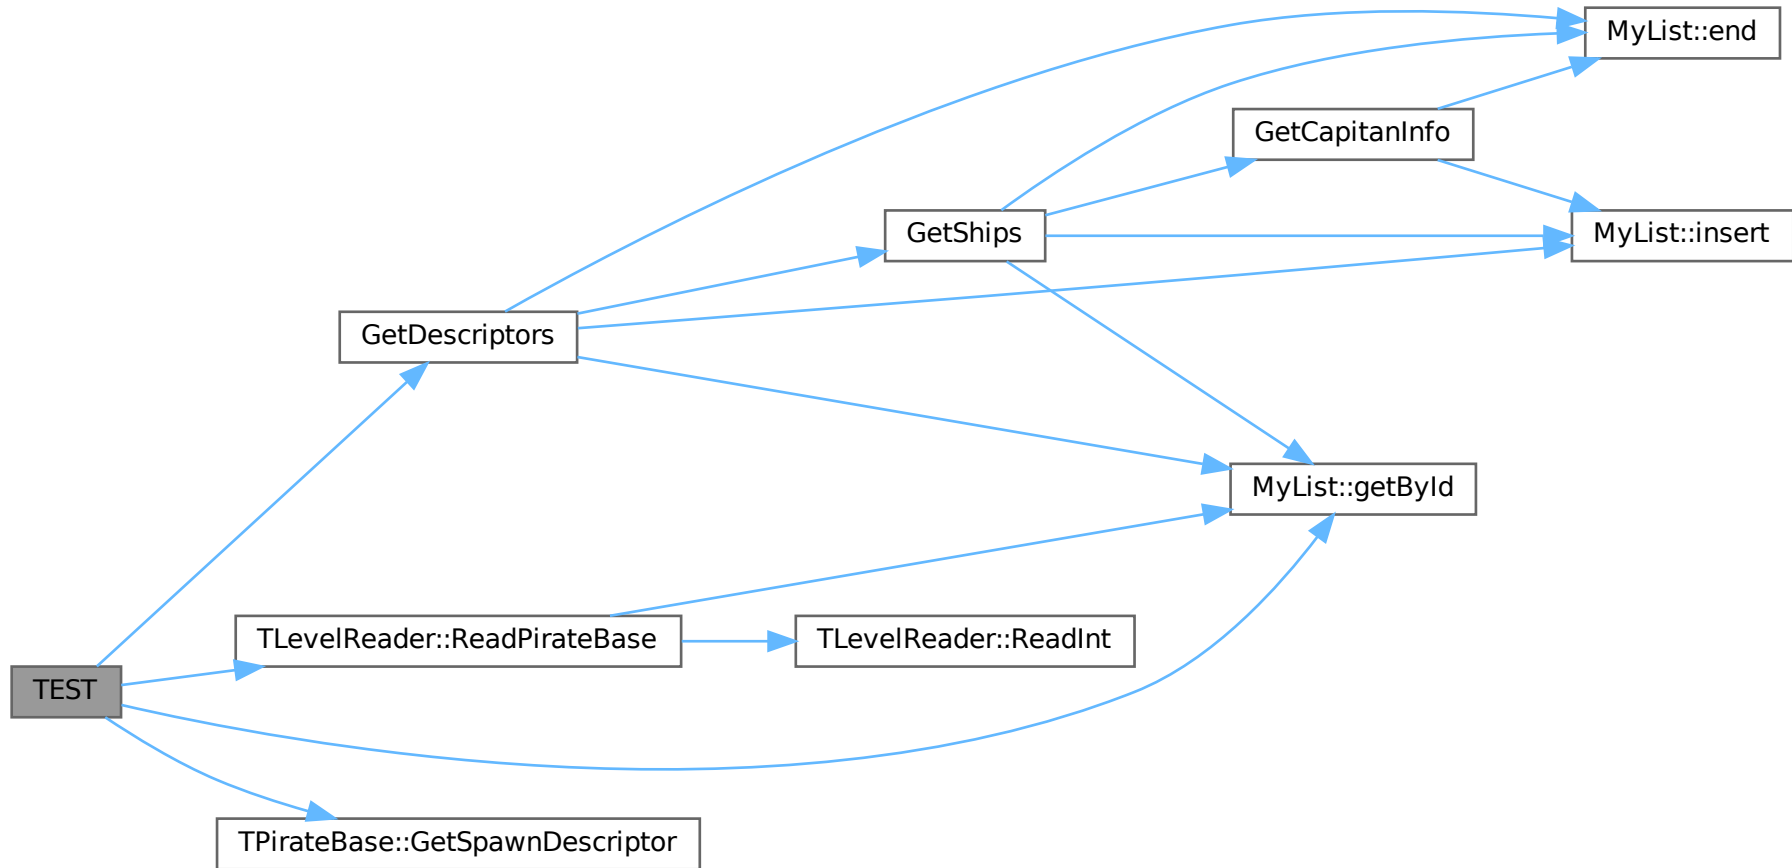 MyList::end
GetCapitanInfo
GetShips
MyList::insert
GetDescriptors
MyList::getById
TLevelReader::ReadPirateBase
TLevelReader::ReadInt
TEST
TPirateBase::GetSpawnDescriptor